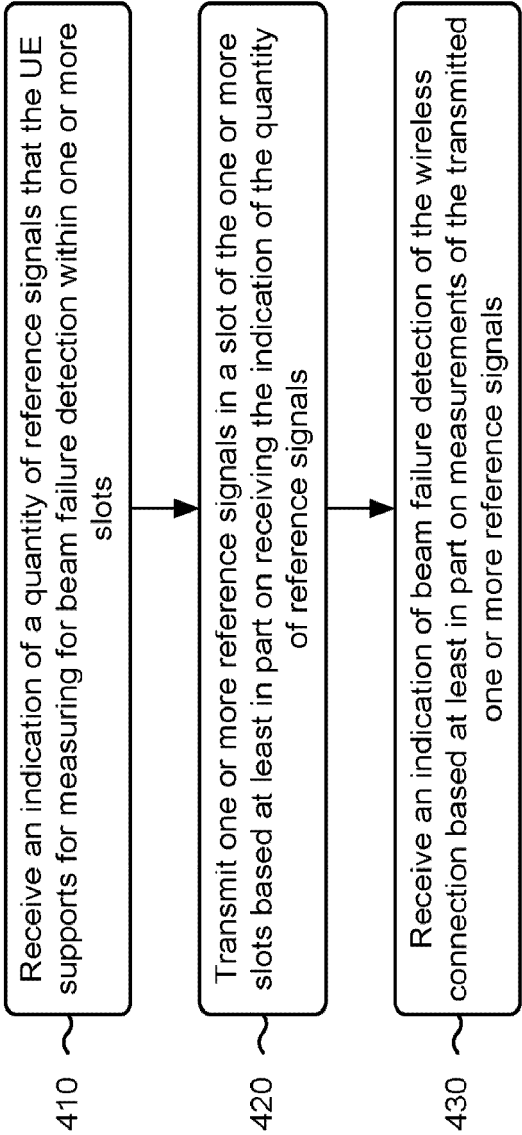 410
Receive an indication of a quantity of reference signals that the UE
supports for measuring for beam failure detection within one or more
slots
420
Transmit one or more reference signals in a slot of the one or more
slots based at least in part on receiving the indication of the quantity
of reference signals
430
Receive an indication of beam failure detection of the wireless
connection based at least in part on measurements of the transmitted
one or more reference signals